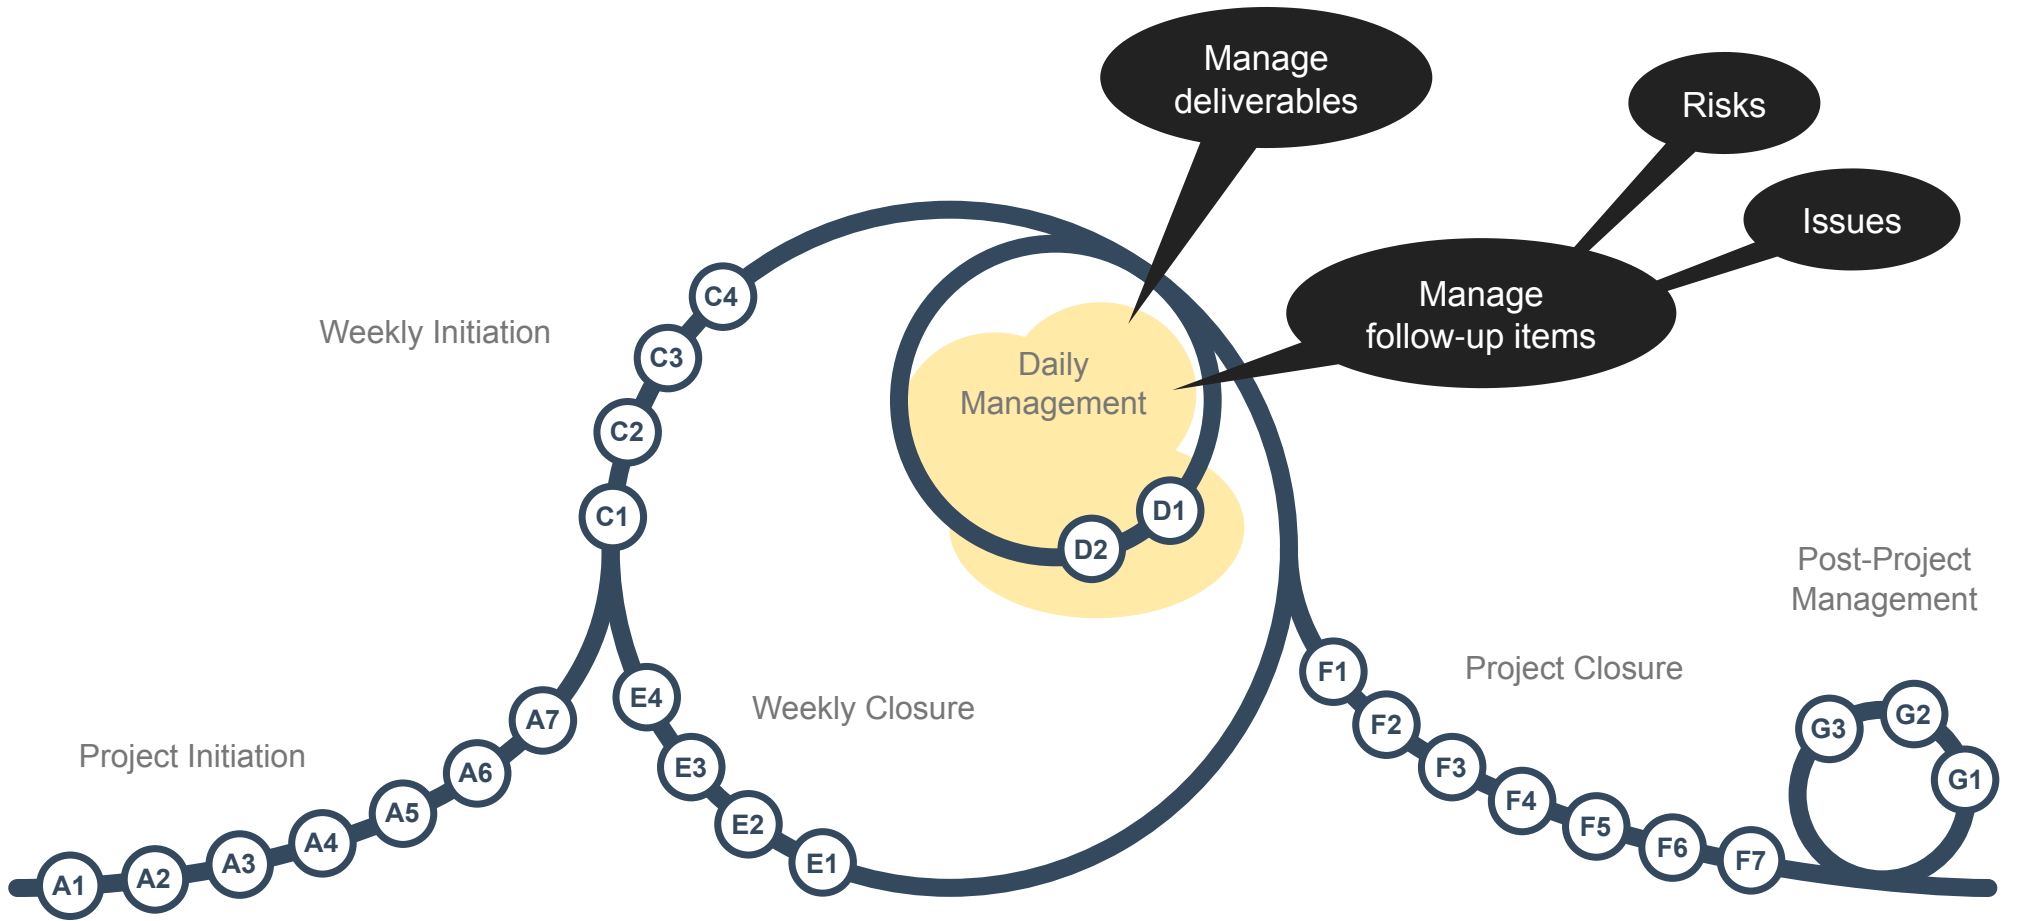 Manage
deliverables
Risks
Issues
Manage
follow-up items
Weekly Initiation
Daily
Management
C4
C3
C2
C1
D1
D2
Post-Project
Management
Project Closure
Weekly Closure
Project Initiation
A1
A2
A3
A4
A5
A6
A7
E4
E3
E2
E1
F1
F2
F3
F4
F5
F6
F7
G3
G2
G1